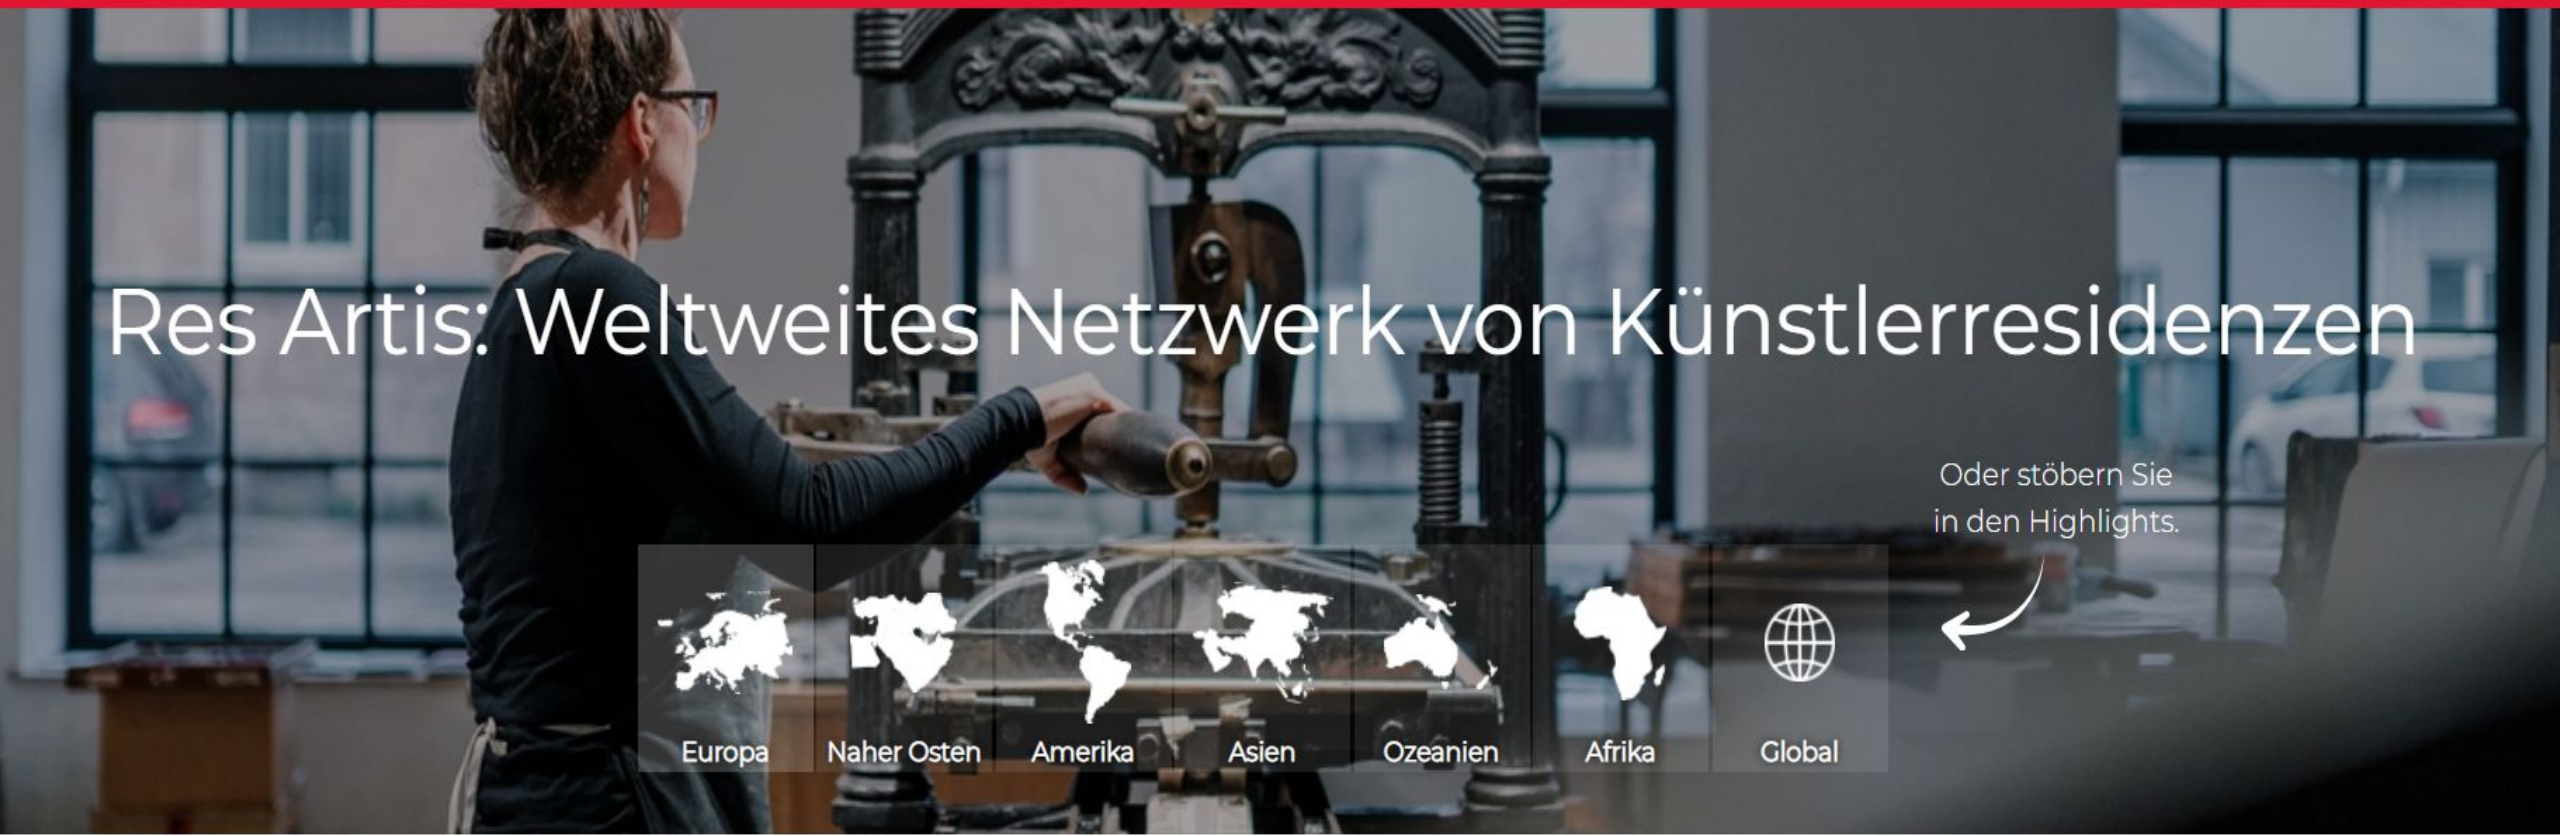 Res Artis: Weltweites Netzwerk von Künstlerresidenzen
Oder stöbern Sie
in den Highlights.
Europa
Naher Osten
Amerika
Asien
Ozeanien
Afrika
Global